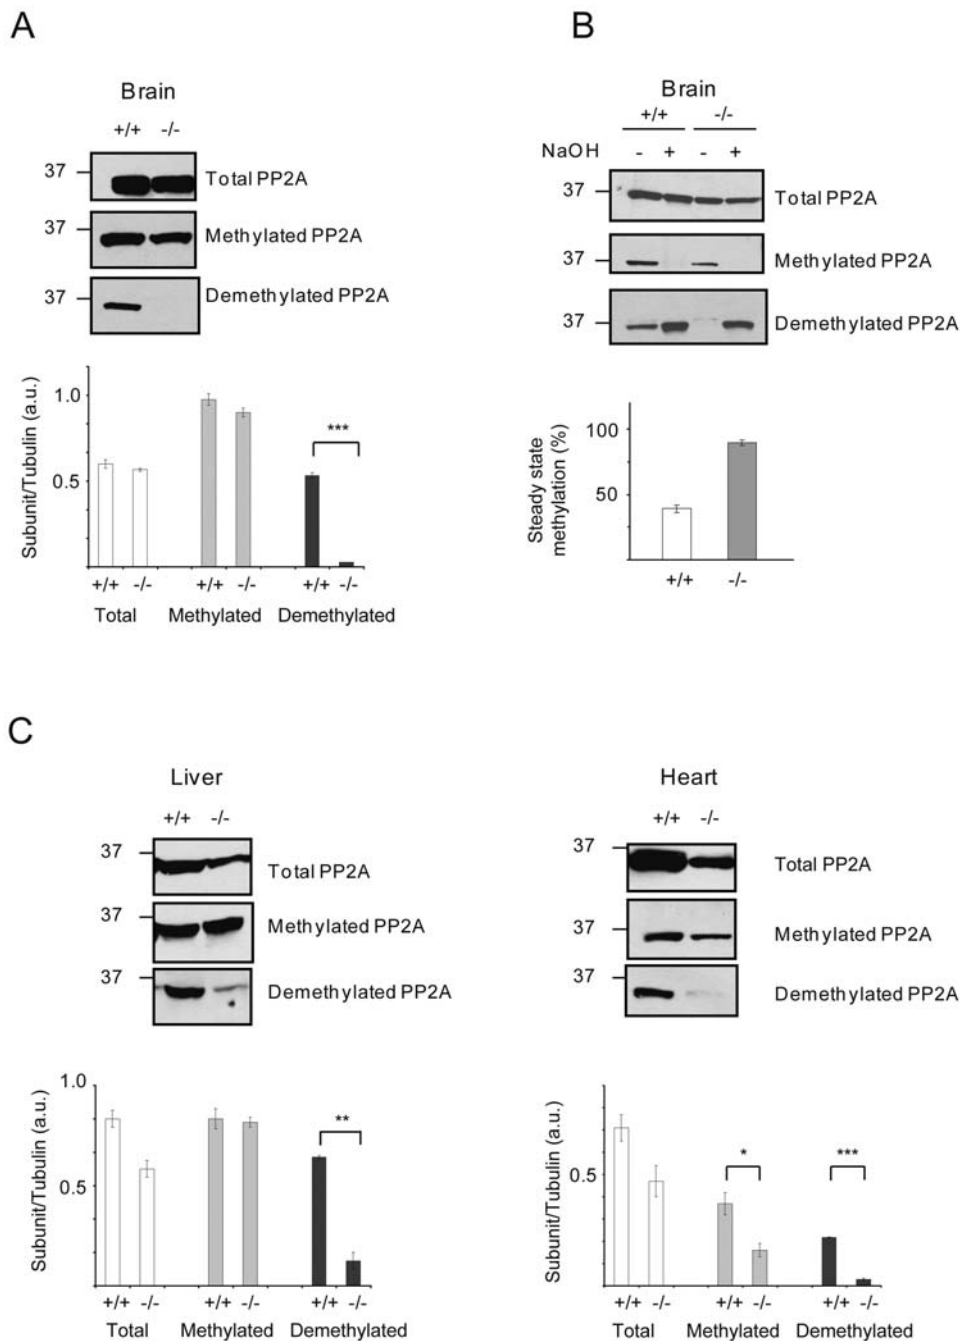 A
Brain
+/+ -/-
37
Total PP2A
37
Methylated PP2A
37
Demethylated PP2A
Subunit/Tubulin (a.u.)
1.0
***
0.5
+/+ -/- +/+ -/- +/+ -/-
Total Methylated Demethylated
B
Brain
+/+ -/-
NaOH - + - +
37
Total PP2A
37
Methylated PP2A
37
Demethylated PP2A
Steady state
methylation (%)
100
50
+/+ -/-
C
Liver
+/+ -/-
37
Total PP2A
37
Methylated PP2A
37
Demethylated PP2A
Subunit/Tubulin (a.u.)
1.0
**
0.5
+/+ -/- +/+ -/- +/+ -/-
Total Methylated Demethylated
Heart
+/+ -/-
37
Total PP2A
37
Methylated PP2A
37
Demethylated PP2A
Subunit/Tubulin (a.u.)
* ***
0.5
+/+ -/- +/+ -/- +/+ -/-
Total Methylated Demethylated